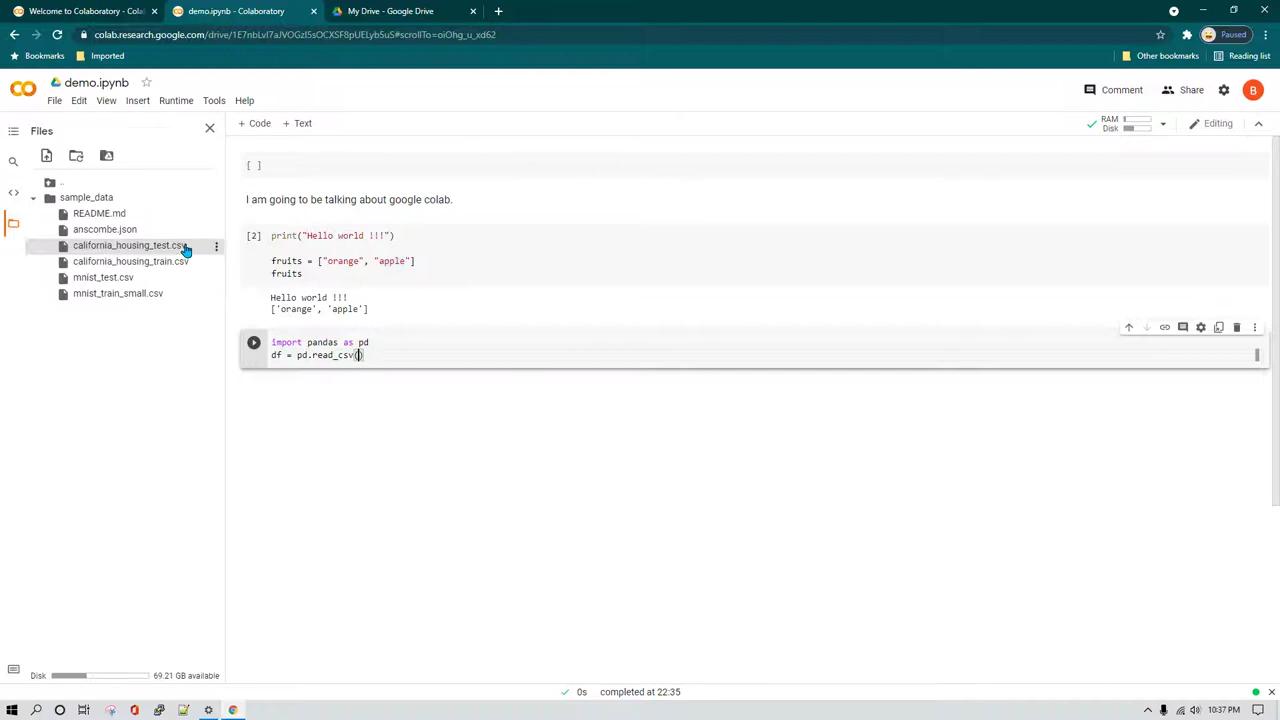 Welcome to Colaboratory - Colab
demo.ipynb - Colaboratory
My Drive - Google Drive
colab.research.google.com/drive/1E7nbLvI7aJVOGzI5sOCXSF8pUELyb5uS#scrollTo=oiOhg_u_xd62
Paused
Bookmarks
Imported
Other bookmarks
Reading list
demo.ipynb
File Edit View Insert Runtime Tools Help
Comment
Share
B
Files
+ Code + Text
RAM
Disk
Editing
..
sample_data
README.md
anscombe.json
california_housing_test.csv
california_housing_train.csv
mnist_test.csv
mnist_train_small.csv
[ ]
I am going to be talking about google colab.
[2] print("Hello world !!!")
fruits = ["orange", "apple"]
fruits
Hello world !!!
['orange', 'apple']
import pandas as pd
df = pd.read_csv()
Disk 69.21 GB available
0s completed at 22:35
10:37 PM